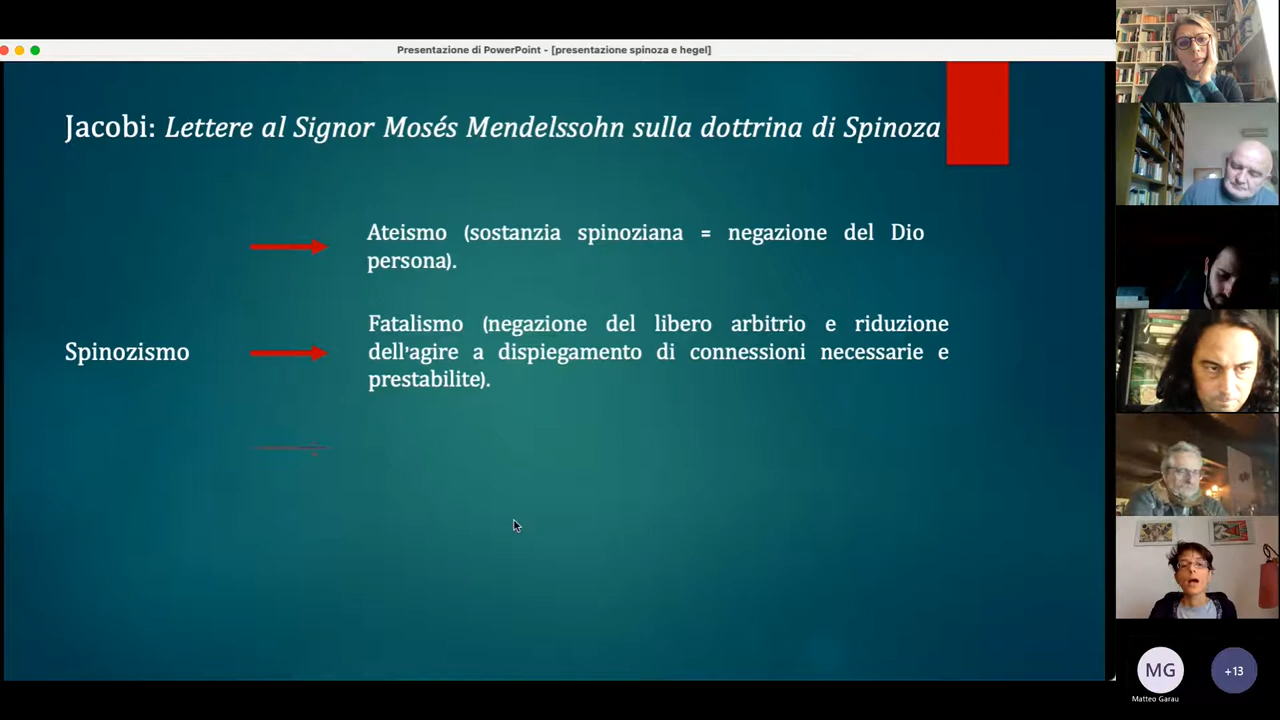 Presentazione di PowerPoint - [presentazione spinoza e hegel]
Jacobi: Lettere al Signor Mosés Mendelssohn sulla dottrina di Spinoza
Ateismo (sostanzia spinoziana = negazione del Dio
persona).
Fatalismo (negazione del libero arbitrio e riduzione
dell'agire a dispiegamento di connessioni necessarie e
prestabilite).
Spinozismo
MG
+13
Matteo Garau